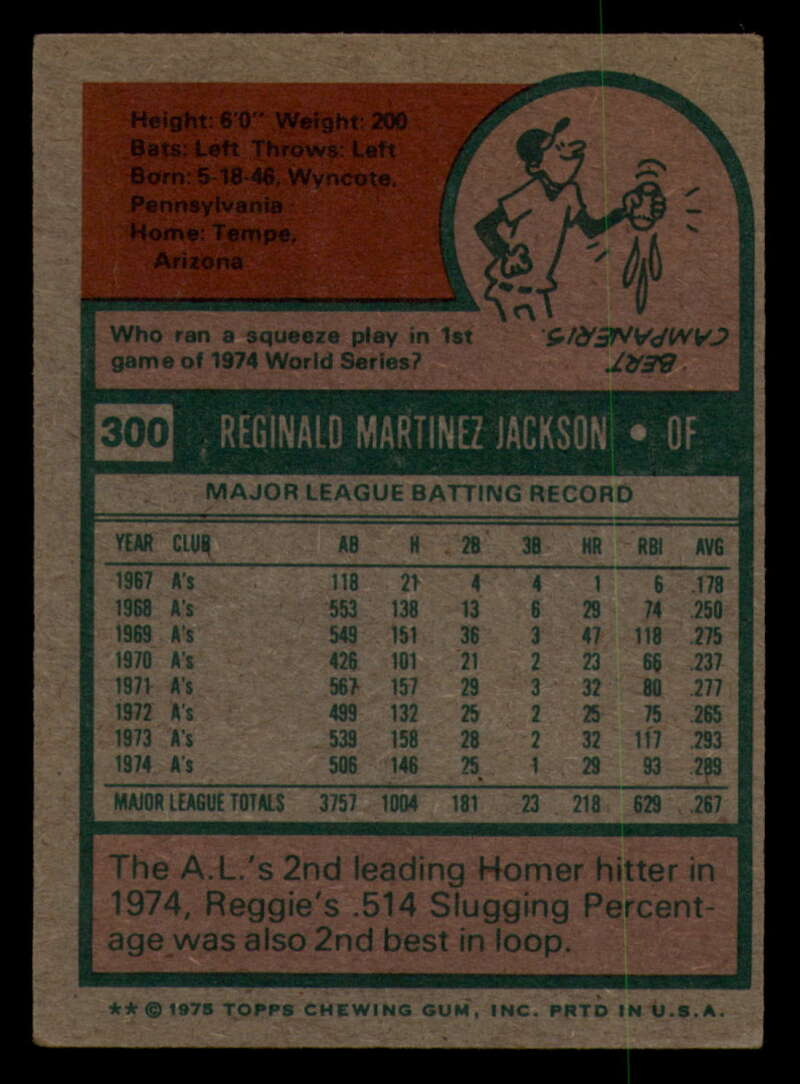 Height: 6'0" Weight: 200
Bats: Left Throws: Left
Born: 5-18-46, Wyncote,
Pennsylvania
Home: Tempe,
Arizona
Who ran a squeeze play in 1st
game of 1974 World Series?
BERT
CAMPANERIS.
300 REGINALD MARTINEZ JACKSON • OF
MAJOR LEAGUE BATTING RECORD
YEAR CLUB AB H 2B 3B HR RBI AVG
1967 A's 118 21 4 4 1 6 .178
1968 A's 553 138 13 6 29 74 .250
1969 A's 549 151 36 3 47 118 .275
1970 A's 426 101 21 2 23 66 .237
1971 A's 567 157 29 3 32 80 .277
1972 A's 499 132 25 2 25 75 .265
1973 A's 539 158 28 2 32 117 .293
1974 A's 506 146 25 1 29 93 .289
MAJOR LEAGUE TOTALS 3757 1004 181 23 218 629 .267
The A.L.'s 2nd leading Homer hitter in
1974, Reggie's .514 Slugging Percent-
age was also 2nd best in loop.
** © 1975 TOPPS CHEWING GUM, INC. PRTD IN U.S.A.